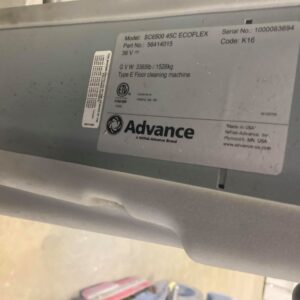 Model: SC6500 45C ECOFLEX
Serial No.: 1000083694
Part No.: 56414015
Code: K16
36 V
G.V.W. 3363lb / 1526kg
Type E Floor cleaning machine
Advance
A Nilfisk-Advance Brand
Made in USA
Nilfisk-Advance, Inc.
Plymouth, MN, USA
www.advance-us.com